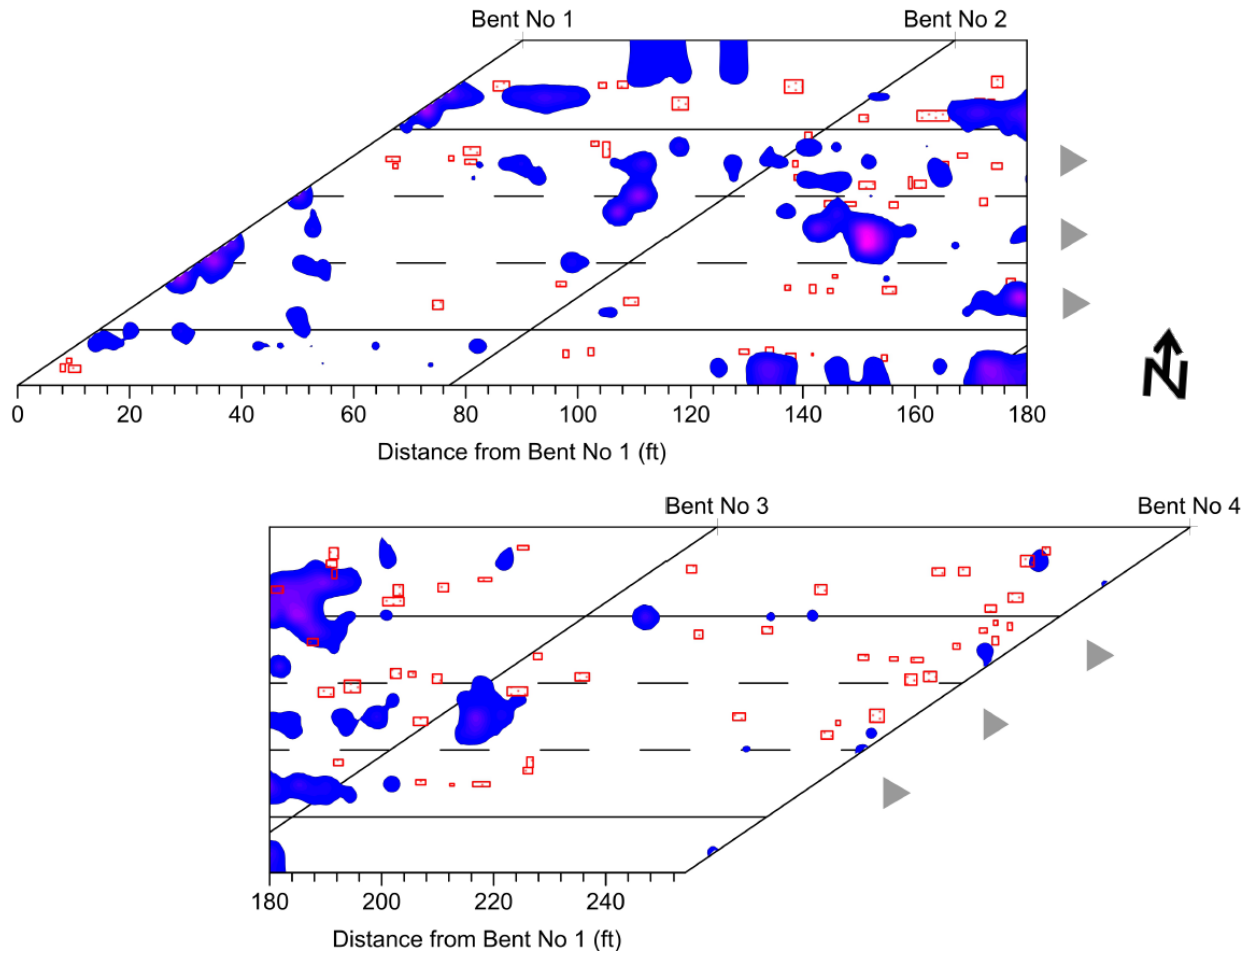 Bent No 1 Bent No 2
0 20 40 60 80 100 120 140 160 180
Distance from Bent No 1 (ft)
N
Bent No 3 Bent No 4
180 200 220 240
Distance from Bent No 1 (ft)